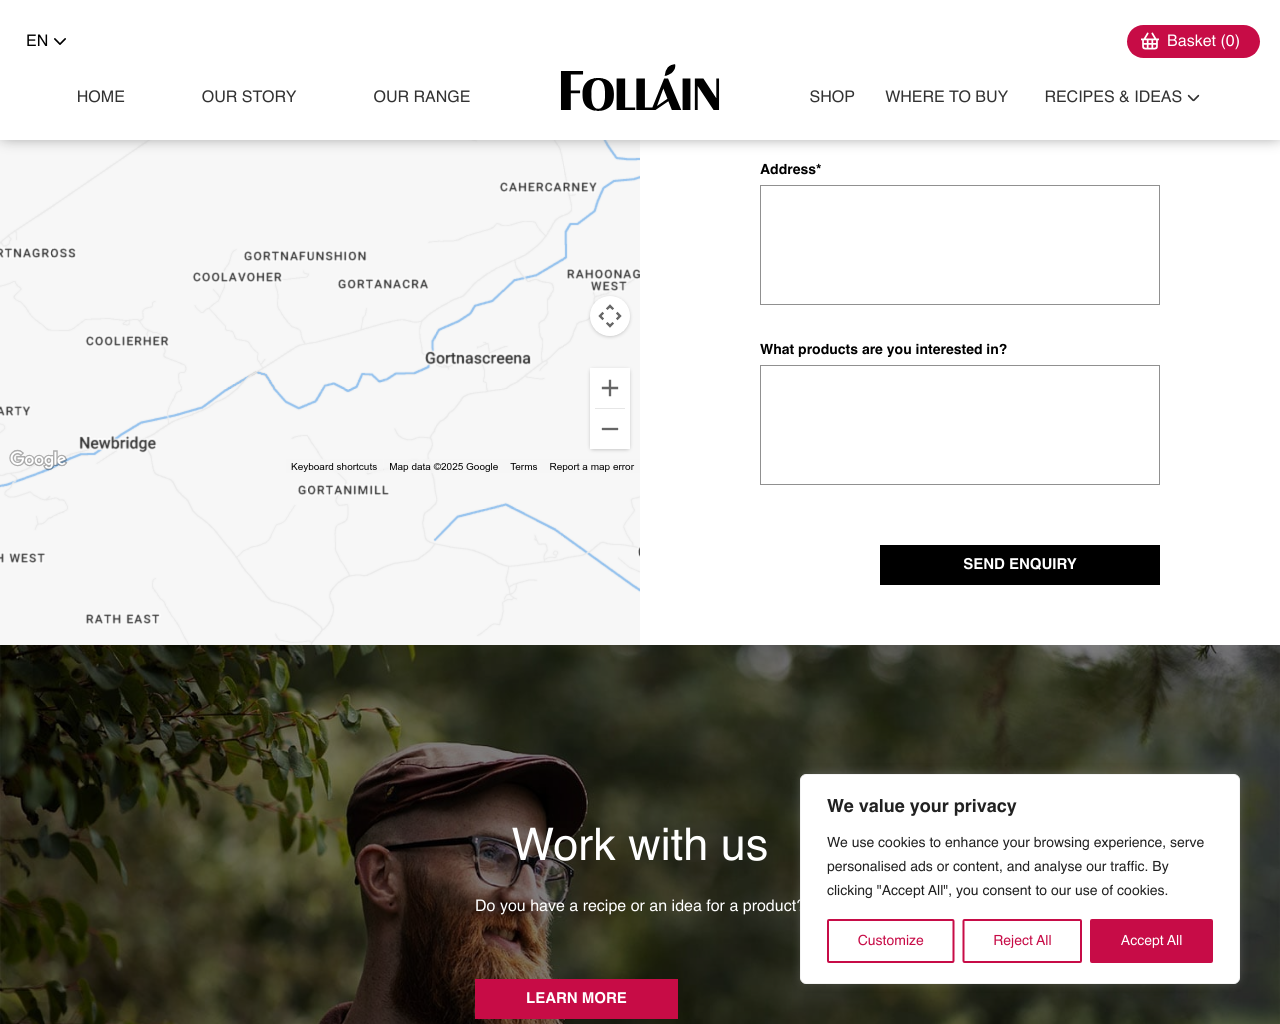 EN
Basket (0)
HOME
OUR STORY
OUR RANGE
FOLLÁIN
SHOP
WHERE TO BUY
RECIPES & IDEAS
CAHERCARNEY
RTNAGROSS
GORTNAFUNSHION
COOLAVOHER
GORTANACRA
RAHOONAG
WEST
COOLIERHER
Gortnascreena
ARTY
Newbridge
Google
Keyboard shortcuts
Map data ©2025 Google
Terms
Report a map error
GORTANIMILL
H WEST
RATH EAST
Address*
What products are you interested in?
SEND ENQUIRY
Work with us
Do you have a recipe or an idea for a product?
LEARN MORE
We value your privacy
We use cookies to enhance your browsing experience, serve
personalised ads or content, and analyse our traffic. By
clicking "Accept All", you consent to our use of cookies.
Customize
Reject All
Accept All